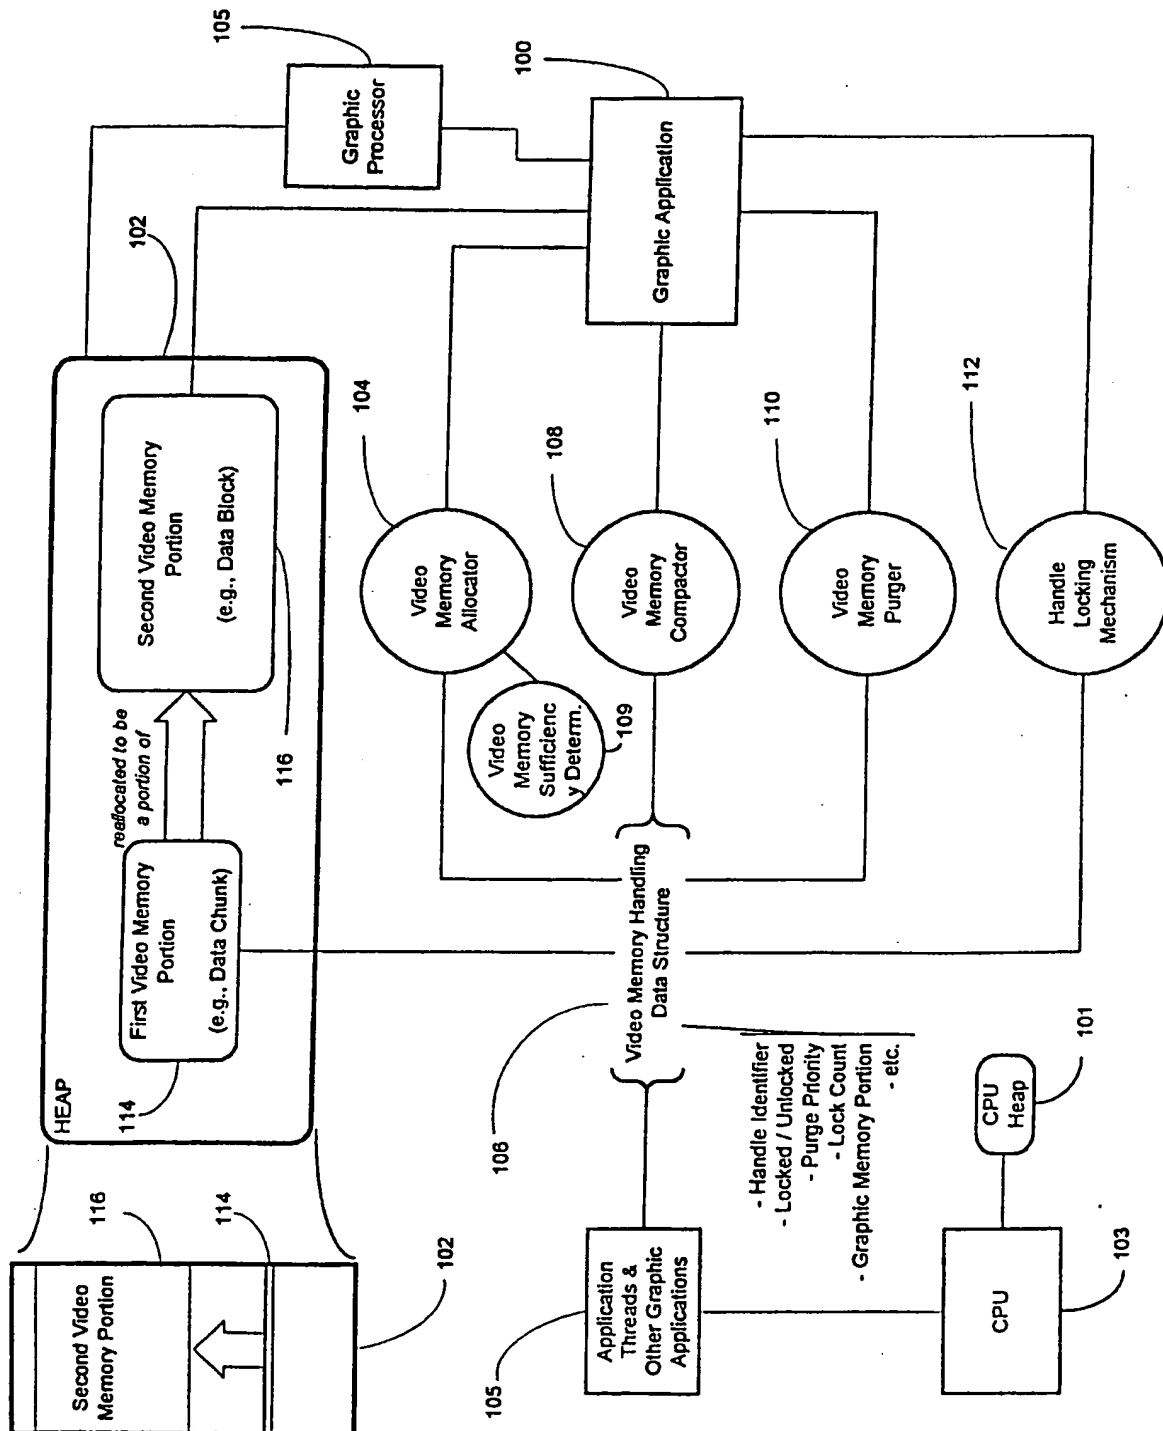 105
Graphic
Processor
100
Graphic Application
102
HEAP
First Video Memory
Portion
(e.g., Data Chunk)
114
reallocated to be
a portion of
Second Video Memory
Portion
(e.g., Data Block)
116
104
Video
Memory
Allocator
Video
Memory
Sufficienc
y Determ.
109
108
Video
Memory
Compactor
110
Video
Memory
Purger
112
Handle
Locking
Mechanism
106
Video Memory Handling
Data Structure
- Handle Identifier
- Locked / Unlocked
- Purge Priority
- Lock Count
- Graphic Memory Portion
- etc.
Second Video
Memory Portion
116
114
102
105
Application
Threads &
Other Graphic
Applications
CPU
103
CPU
Heap
101